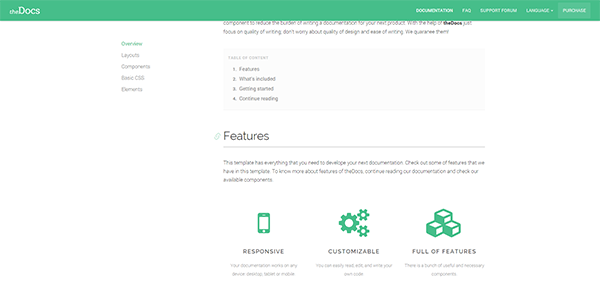 theDocs
DOCUMENTATION FAQ SUPPORT FORUM LANGUAGE PURCHASE
component to reduce the burden of writing a documentation for your next product. With the help of theDocs just
focus on quality of writing, don't worry about quality of design and ease of writing. We guaranee them!
Overview
Layouts
Components
Basic CSS
Elements
TABLE OF CONTENT
1. Features
2. What's included
3. Getting started
4. Continue reading
Features
This template has everything that you need to develope your next documentation. Check out some of features that we
have in this template. To know more about features of theDocs, continue reading our documentation and check our
available components.
RESPONSIVE
Your documentation works on any
device: desktop, tablet or mobile
CUSTOMIZABLE
You can easily read, edit, and write your
own code
FULL OF FEATURES
There is a bunch of useful and necessary
components